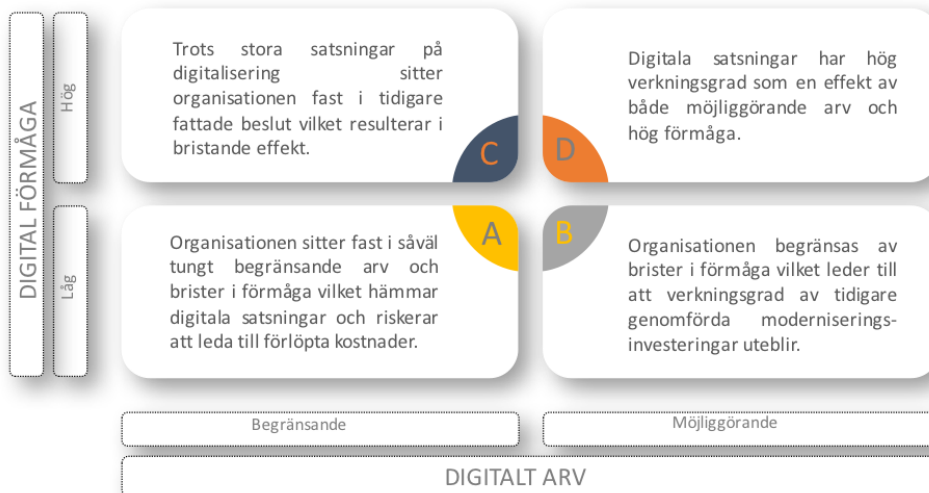 DIGITAL FÖRMÅGA
Hög
Trots stora satsningar på
digitalisering sitter
organisationen fast i tidigare
fattade beslut vilket resulterar i
bristande effekt.
C
D
Digitala satsningar har hög
verkningsgrad som en effekt av
både möjliggörande arv och
hög förmåga.
Låg
Organisationen sitter fast i såväl
tungt begränsande arv och
brister i förmåga vilket hämmar
digitala satsningar och riskerar
att leda till förlöpta kostnader.
A
B
Organisationen begränsas av
brister i förmåga vilket leder till
att verkningsgrad av tidigare
genomförda moderniserings-
investeringar uteblir.
Begränsande
Möjliggörande
DIGITALT ARV